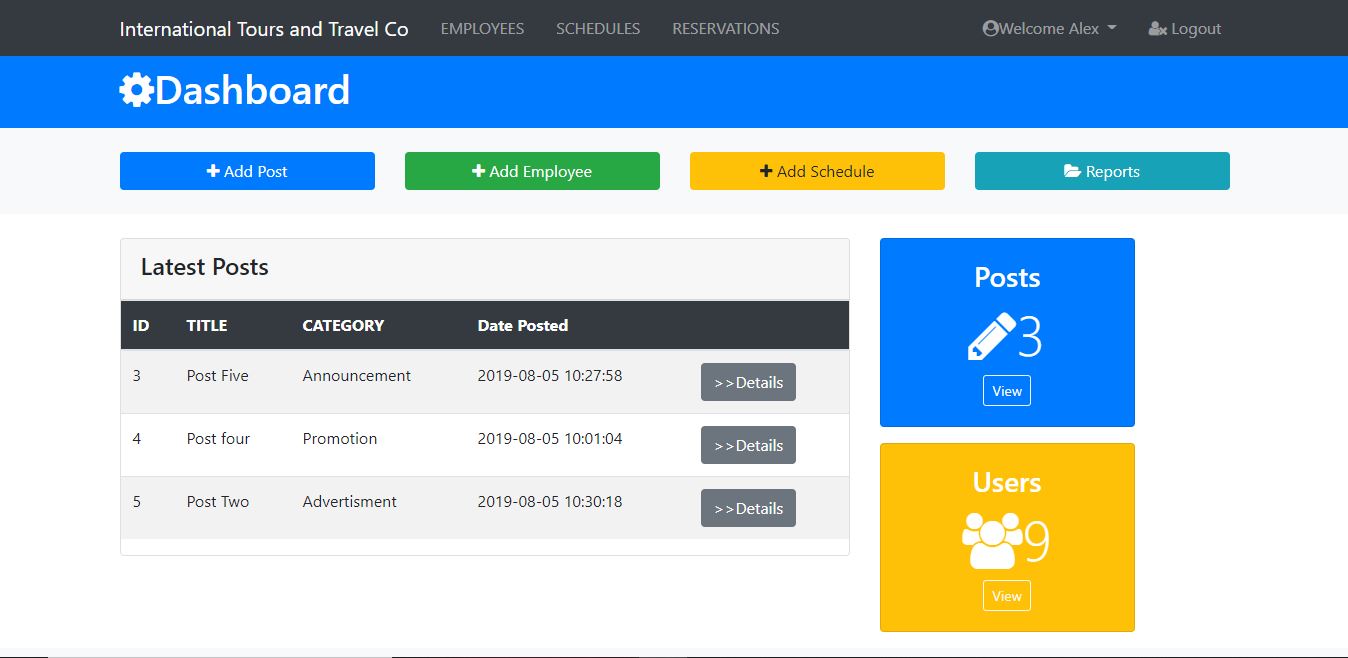 International Tours and Travel Co EMPLOYEES SCHEDULES RESERVATIONS Welcome Alex Logout
Dashboard
Add Post Add Employee Add Schedule Reports
Latest Posts
ID TITLE CATEGORY Date Posted
3 Post Five Announcement 2019-08-05 10:27:58 >>Details
4 Post four Promotion 2019-08-05 10:01:04 >>Details
5 Post Two Advertisment 2019-08-05 10:30:18 >>Details
Posts
3
View
Users
9
View